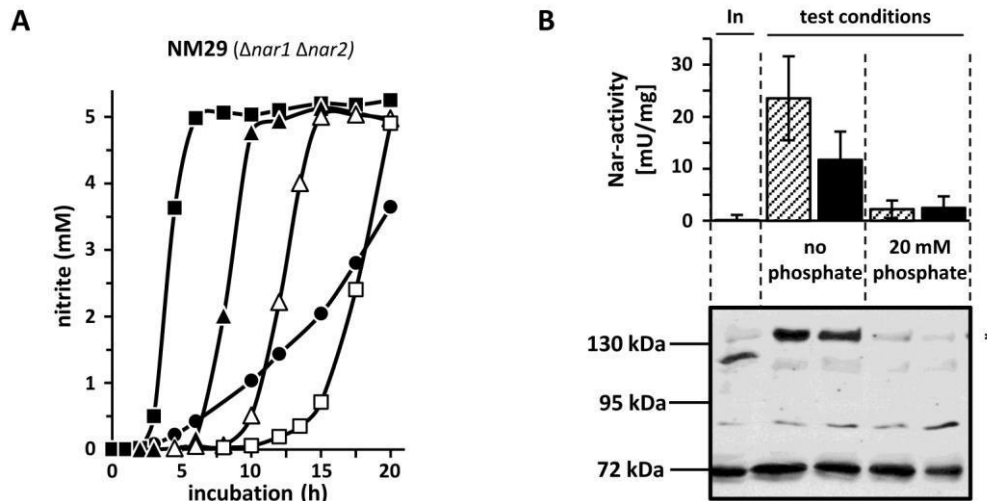 A
NM29 (Δnar1 Δnar2)
nitrite (mM)
5
4
3
2
1
0
0 5 10 15 20
incubation (h)
B
In test conditions
Nar-activity
[mU/mg]
30
20
10
0
no phosphate
20 mM phosphate
130 kDa
*
95 kDa
72 kDa